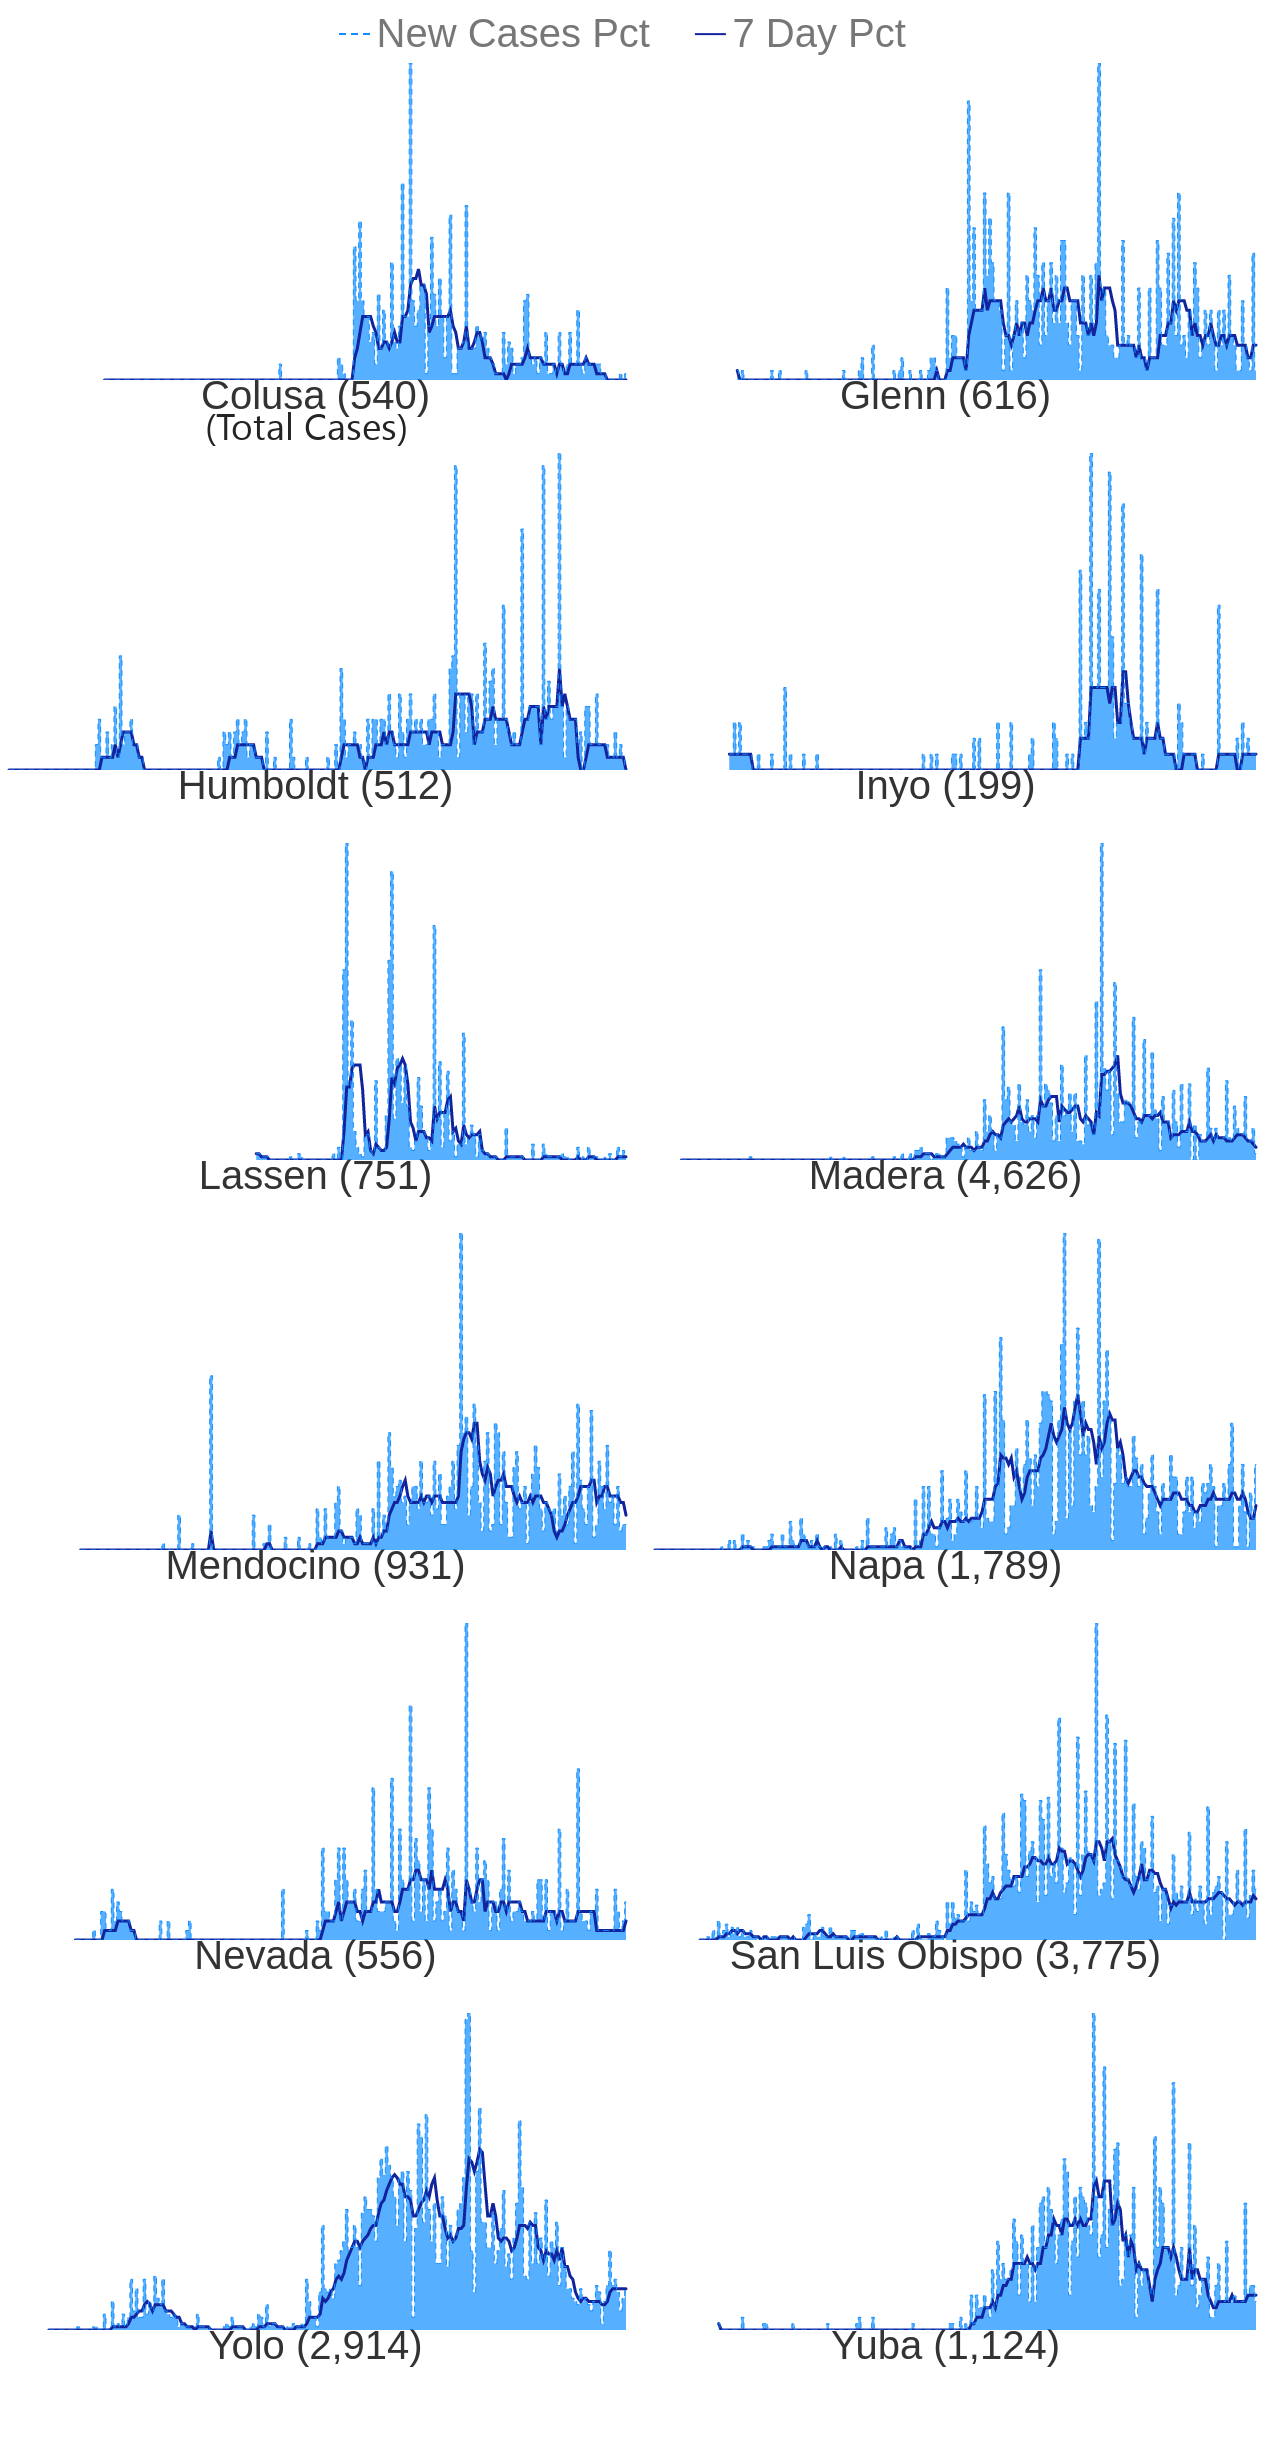 New Cases Pct 7 Day Pct
Colusa (540) Glenn (616)
(Total Cases)
Humboldt (512) Inyo (199)
Lassen (751) Madera (4,626)
Mendocino (931) Napa (1,789)
Nevada (556) San Luis Obispo (3,775)
Yolo (2,914) Yuba (1,124)